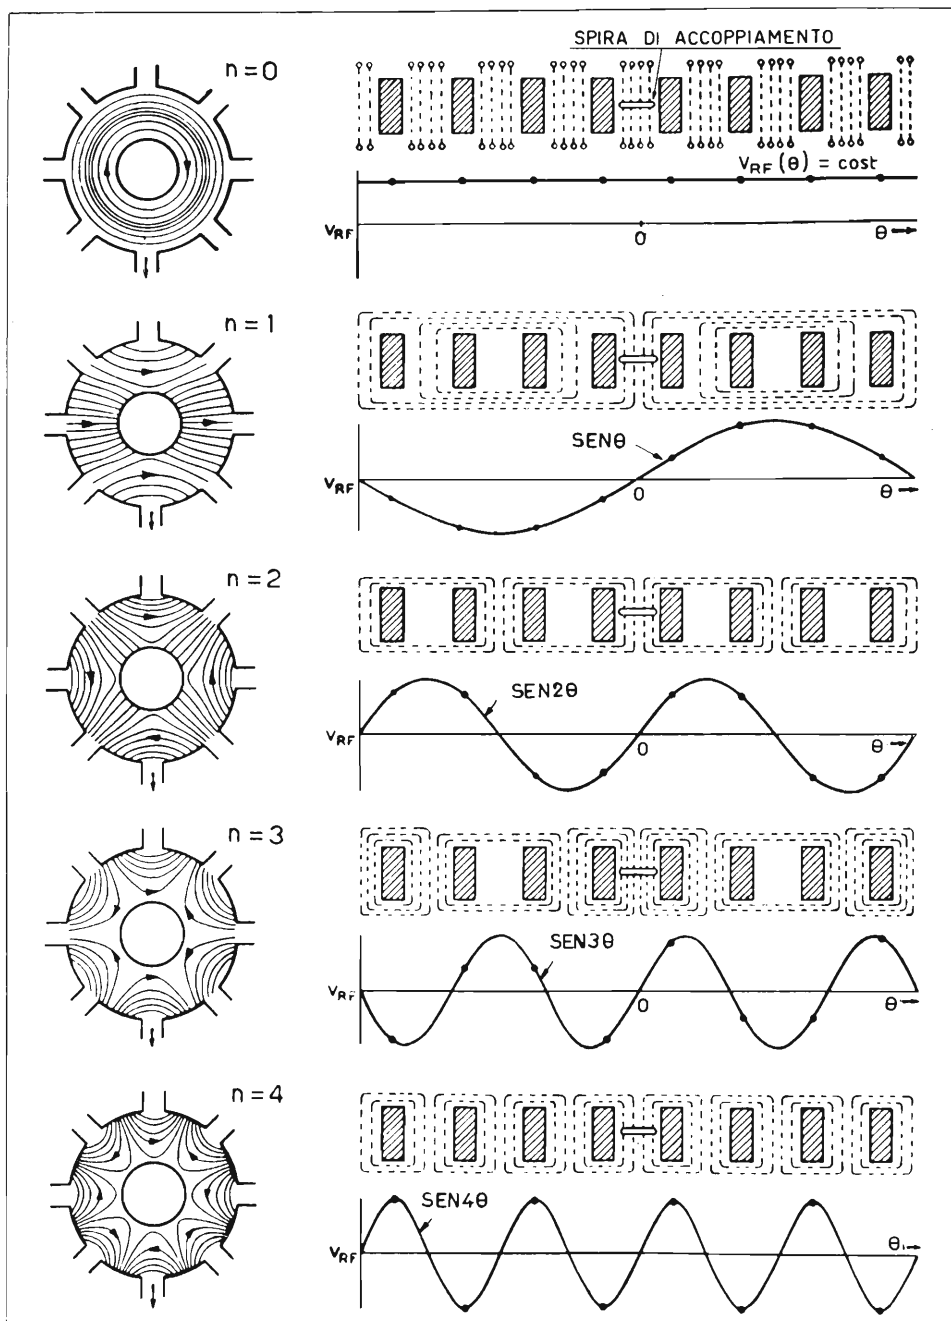 SPIRA DI ACCOPPIAMENTO
n=0
V_RF(θ) = cost
V_RF
0
θ
n=1
SENθ
V_RF
0
θ
n=2
SEN2θ
V_RF
0
θ
n=3
SEN3θ
V_RF
0
θ
n=4
SEN4θ
θ
V_RF